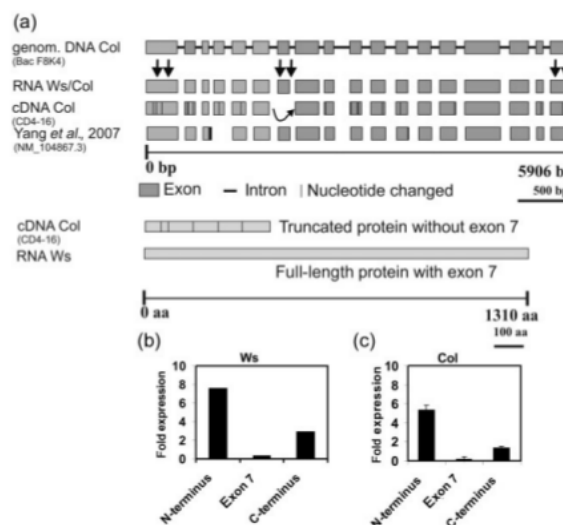 (a)
genom. DNA Col
(Bac F8K4)
RNA Ws/Col
cDNA Col
(CD4-16)
Yang et al., 2007
(NM_104867.3)
0 bp
5906 b
500 bp
Exon
Intron
Nucleotide changed
cDNA Col
(CD4-16)
Truncated protein without exon 7
RNA Ws
Full-length protein with exon 7
0 aa
1310 aa
100 aa
(b)
Ws
Fold expression
10
8
6
4
2
0
N-terminus
Exon 7
C-terminus
(c)
Col
Fold expression
10
8
6
4
2
0
N-terminus
Exon 7
C-terminus